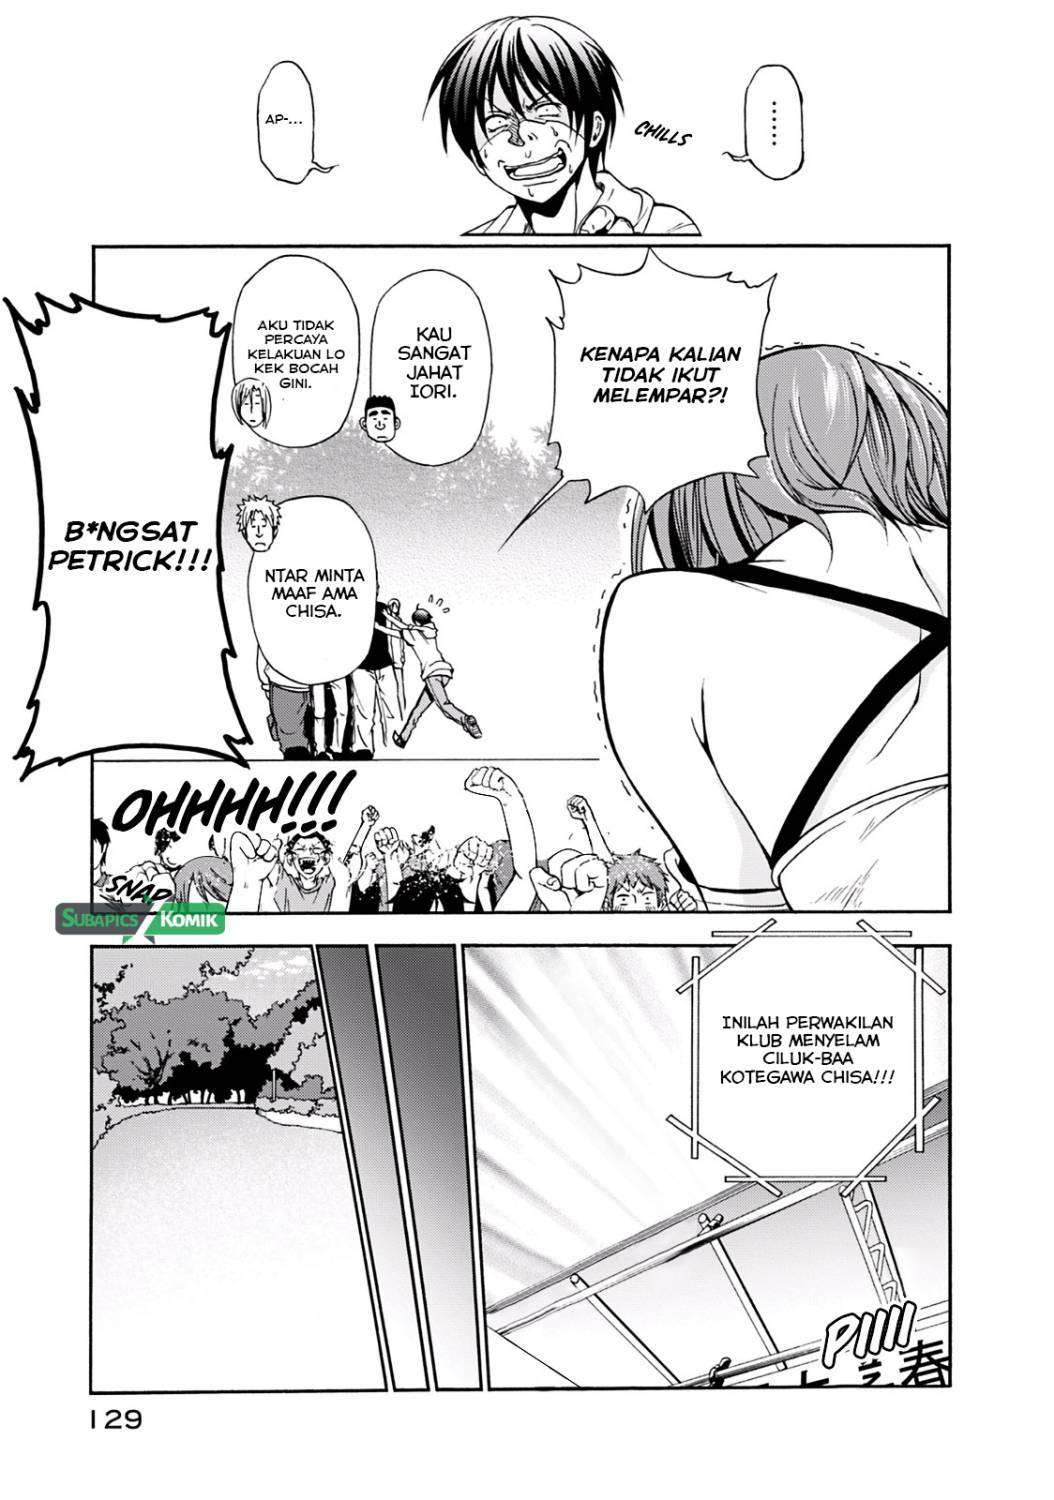 ......
AP-...
CHILLS
KENAPA KALIAN
TIDAK IKUT
MELEMPAR?!
KAU
SANGAT
JAHAT
IORI.
AKU TIDAK
PERCAYA
KELAKUAN LO
KEK BOCAH
GINI.
NTAR MINTA
MAAF AMA
CHISA.
B*NGSAT
PETRICK!!!
OHHHH!!!
SNAP
SUBAPICS KOMIK
INILAH PERWAKILAN
KLUB MENYELAM
CILUK-BAA
KOTEGAWA CHISA!!!
PIIII
春
129